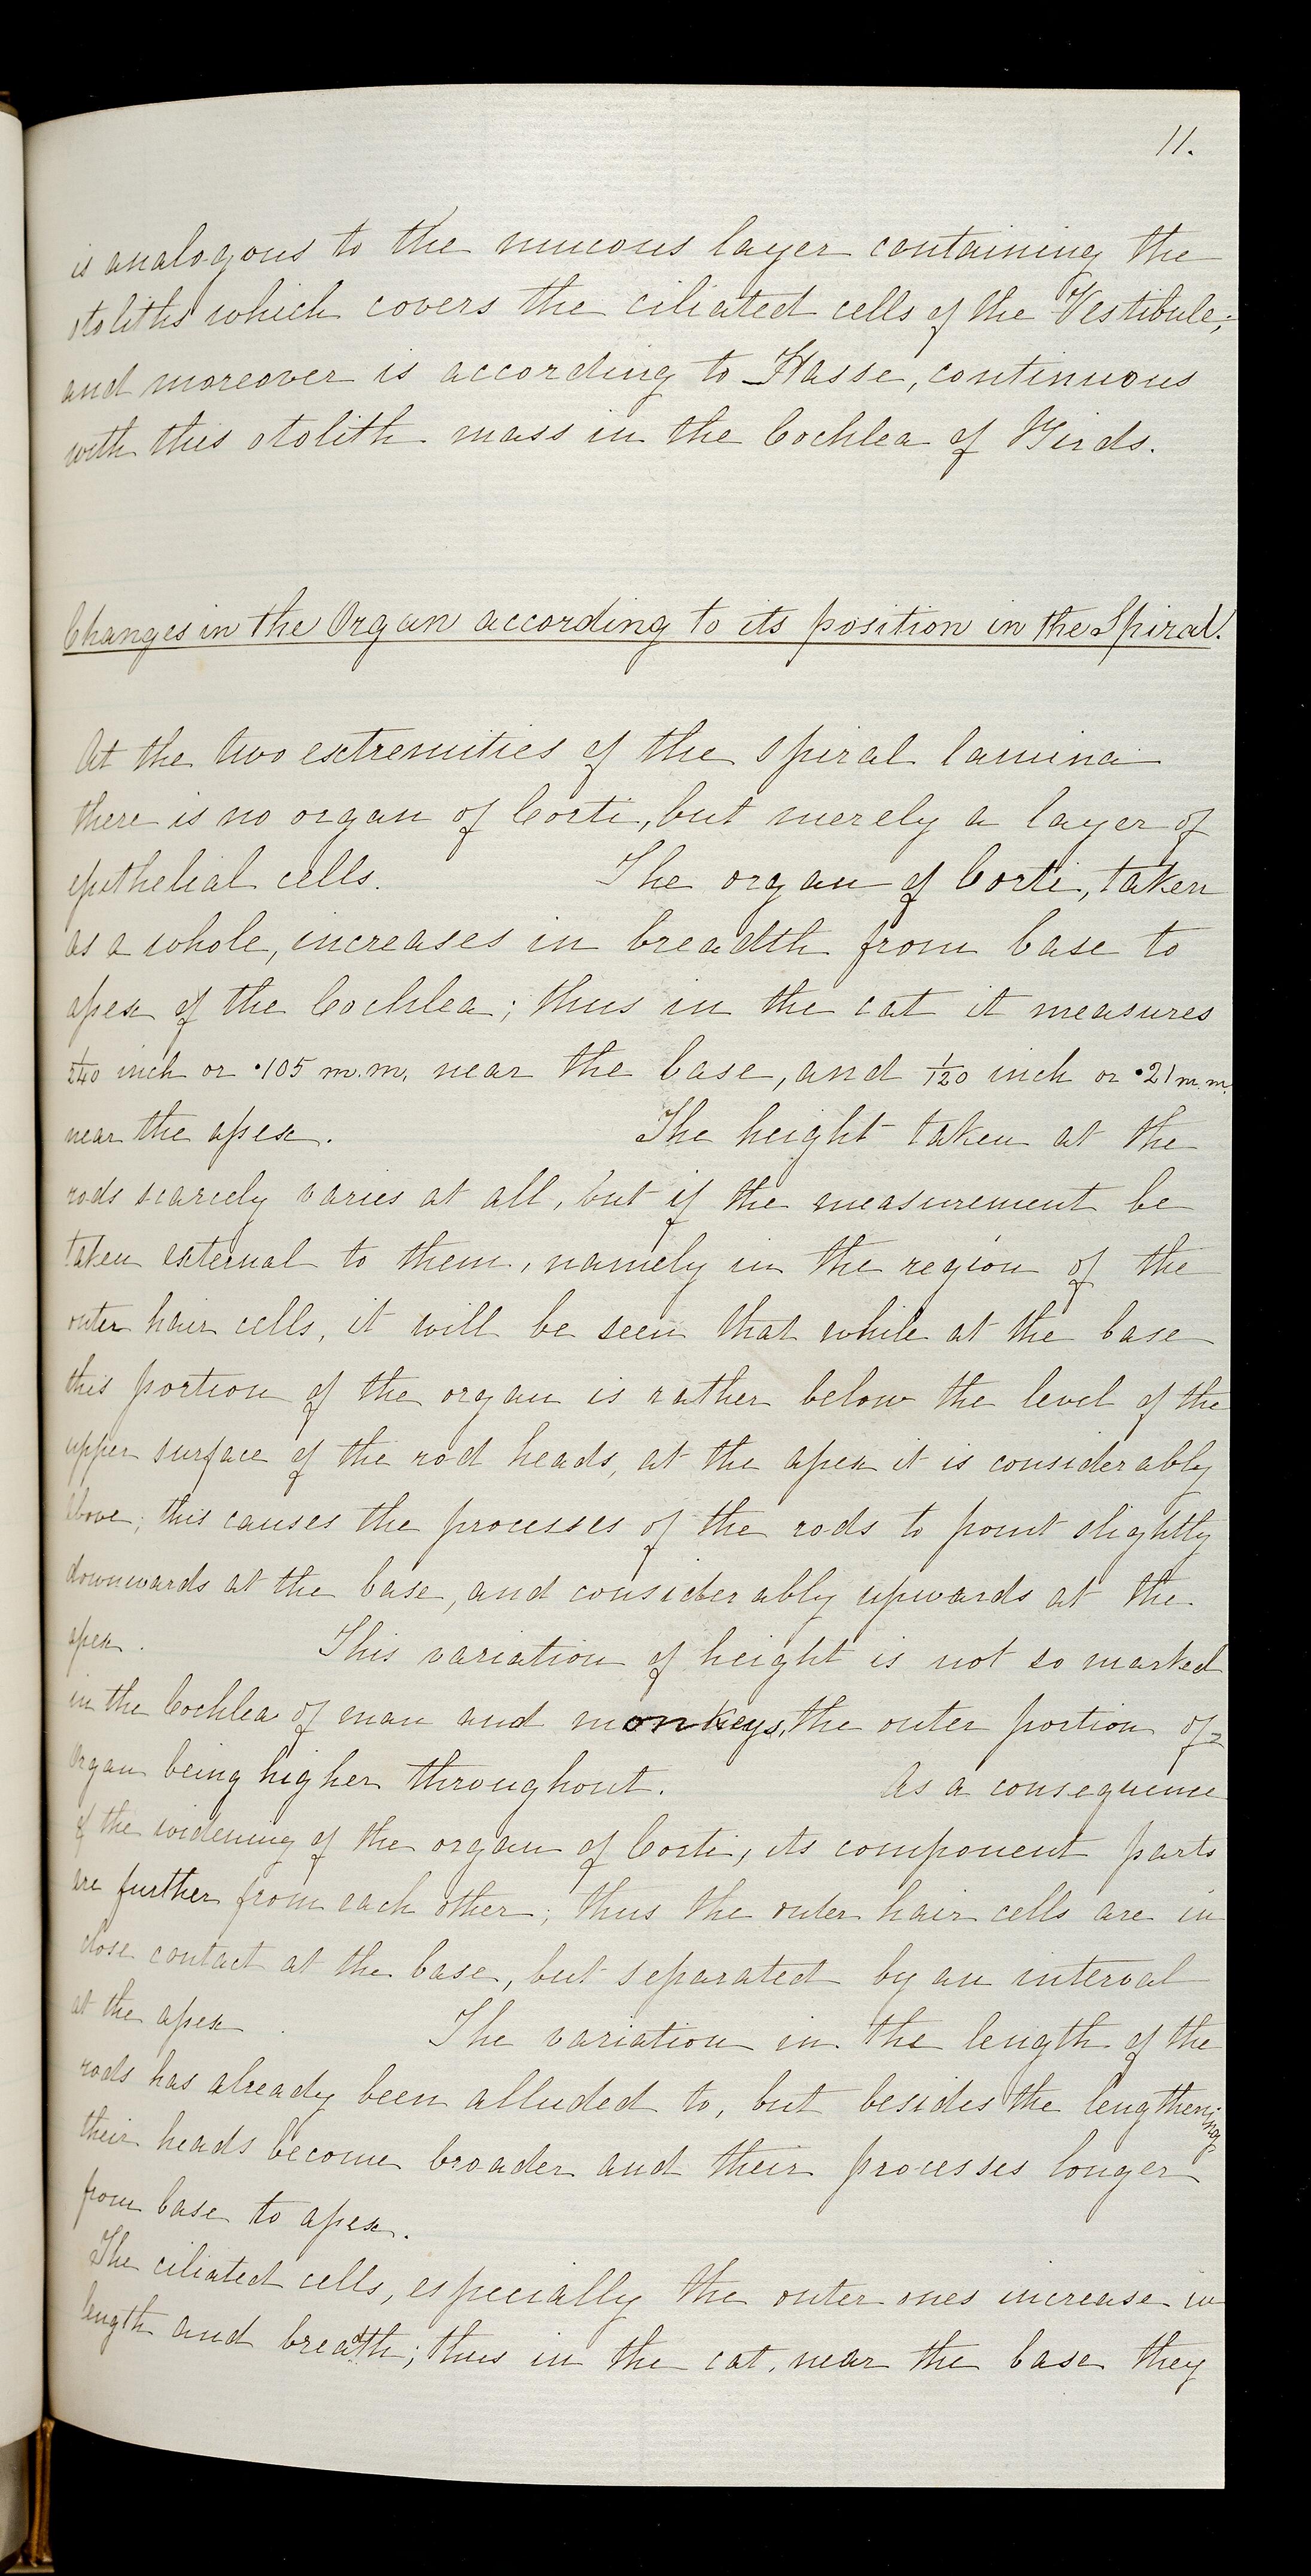 11.
is analogous to the mucous layer containing the
otoliths which covers the ciliated cells of the Vestibule;
and moreover is according to Hasse, continuous
with this otolith mass in the Cochlea of Birds.
Changes in the Organ according to its position in the Spiral.
At the two extremities of the spiral lamina
there is no organ of Corti, but merely a layer of
epithelial cells. The organ of Corti, taken
as a whole, increases in breadth from base to
apex of the Cochlea; thus in the cat it measures
1/240 inch or ·105 m.m. near the base, and 1/120 inch or ·21 m.m.
near the apex. The height taken at the
rods scarcely varies at all, but if the measurement be
taken external to them, namely in the region of the
outer hair cells, it will be seen that while at the base
this portion of the organ is rather below the level of the
upper surface of the rod heads, at the apex it is considerably
above; this causes the processes of the rods to point slightly
downwards at the base, and considerably upwards at the
apex. This variation of height is not so marked
in the Cochlea of man and monkeys, the outer portion of
Organ being higher throughout. As a consequence
of the widening of the organ of Corti, its component parts
are further from each other; thus the outer hair cells are in
close contact at the base, but separated by an interval
at the apex. The variation in the length of the
rods has already been alluded to, but besides the lengthening
their heads become broader and their processes longer
from base to apex.
The ciliated cells, especially the outer ones increase in
length and breadth; thus in the cat, near the base they